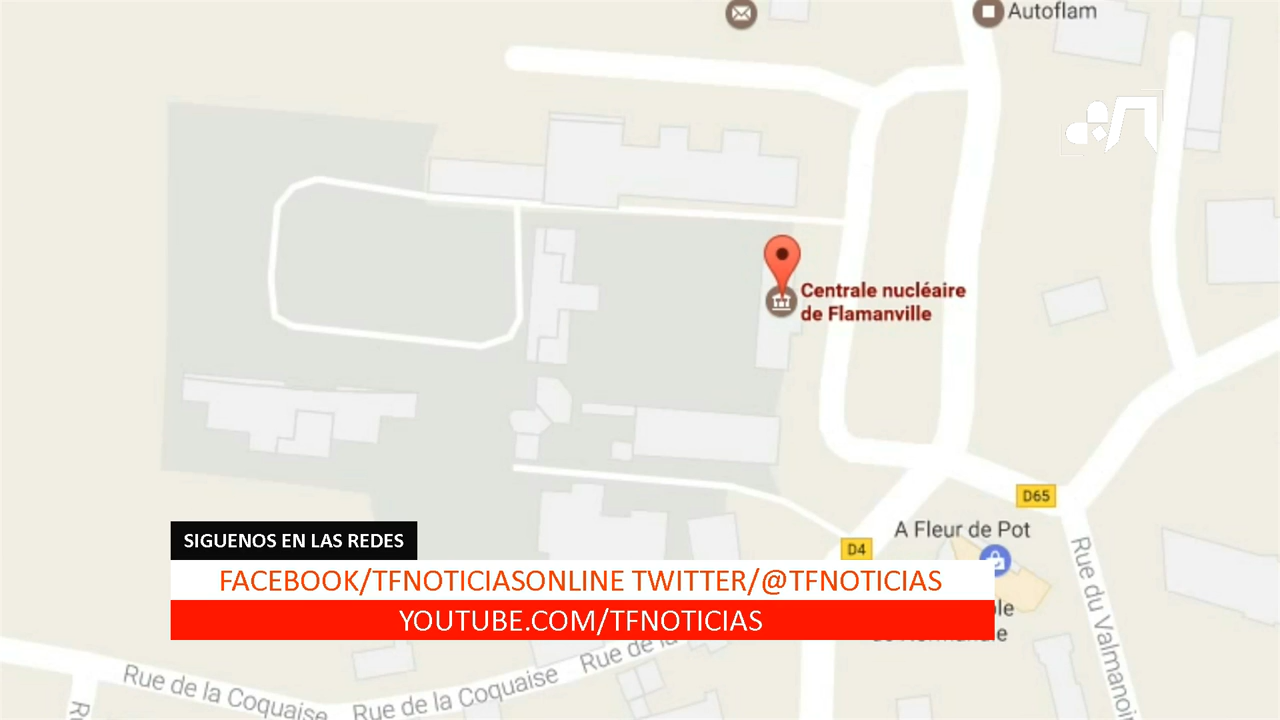 Autoflam
Centrale nucléaire
de Flamanville
D65
A Fleur de Pot
D4
SIGUENOS EN LAS REDES
FACEBOOK/TFNOTICIASONLINE TWITTER/@TFNOTICIAS
YOUTUBE.COM/TFNOTICIAS
Rue du Valmanoi
Rue de la Coquaise
Rue de la Coquaise
Rue de la